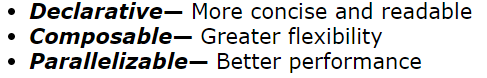 • Declarative— More concise and readable
• Composable— Greater flexibility
• Parallelizable— Better performance